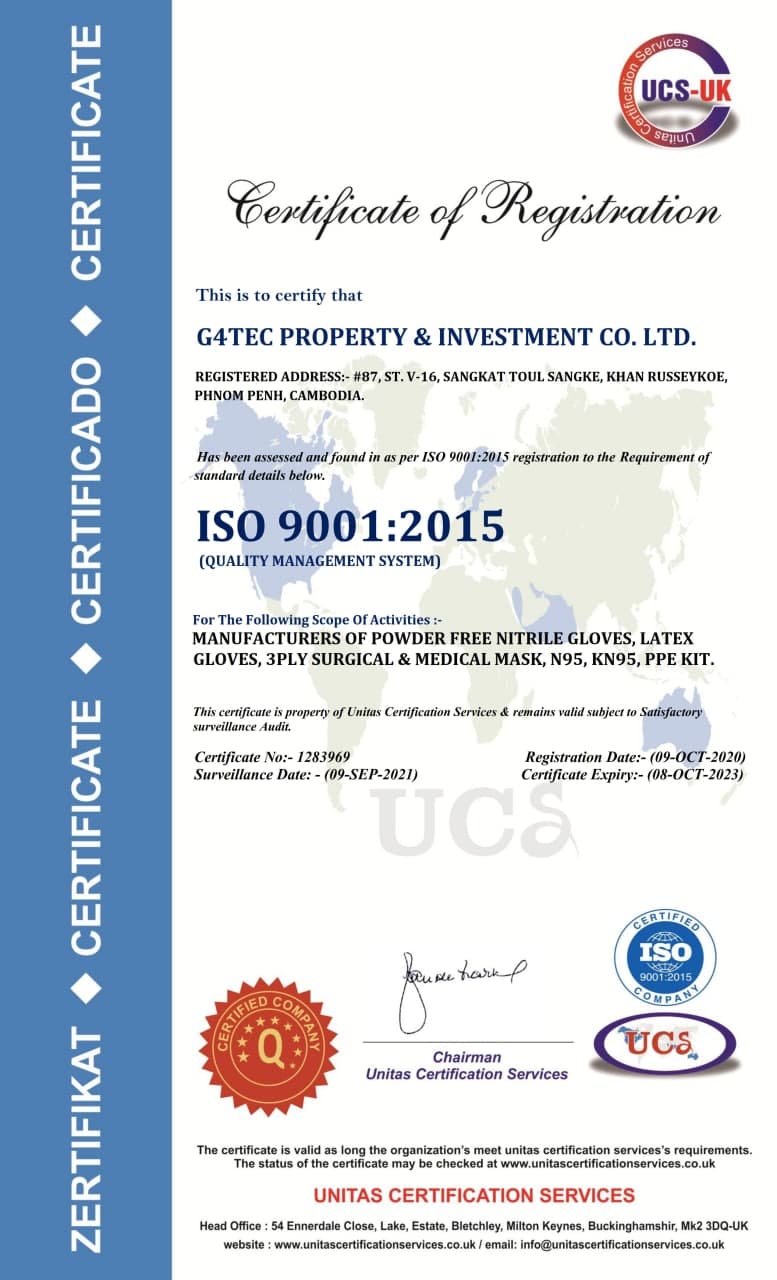 ZERTIFIKAT ◆ CERTIFICATE ◆ CERTIFICADO ◆ CERTIFICATE
Certification Services
UCS-UK
Unitas
Certificate of Registration
This is to certify that
G4TEC PROPERTY & INVESTMENT CO. LTD.
REGISTERED ADDRESS:- #87, ST. V-16, SANGKAT TOUL SANGKE, KHAN RUSSEYKOE,
PHNOM PENH, CAMBODIA.
Has been assessed and found in as per ISO 9001:2015 registration to the Requirement of
standard details below.
ISO 9001:2015
(QUALITY MANAGEMENT SYSTEM)
For The Following Scope Of Activities :-
MANUFACTURERS OF POWDER FREE NITRILE GLOVES, LATEX
GLOVES, 3PLY SURGICAL & MEDICAL MASK, N95, KN95, PPE KIT.
This certificate is property of Unitas Certification Services & remains valid subject to Satisfactory
surveillance Audit.
Certificate No:- 1283969
Registration Date:- (09-OCT-2020)
Surveillance Date: - (09-SEP-2021)
Certificate Expiry:- (08-OCT-2023)
UCS
CERTIFIED
ISO
9001:2015
COMPANY
CERTIFIED COMPANY
Q
UCS
Chairman
Unitas Certification Services
The certificate is valid as long the organization's meet unitas certification services's requirements.
The status of the certificate may be checked at www.unitascertificationservices.co.uk
UNITAS CERTIFICATION SERVICES
Head Office : 54 Ennerdale Close, Lake, Estate, Bletchley, Milton Keynes, Buckinghamshir, Mk2 3DQ-UK
website : www.unitascertificationservices.co.uk / email: info@unitascertificationservices.co.uk